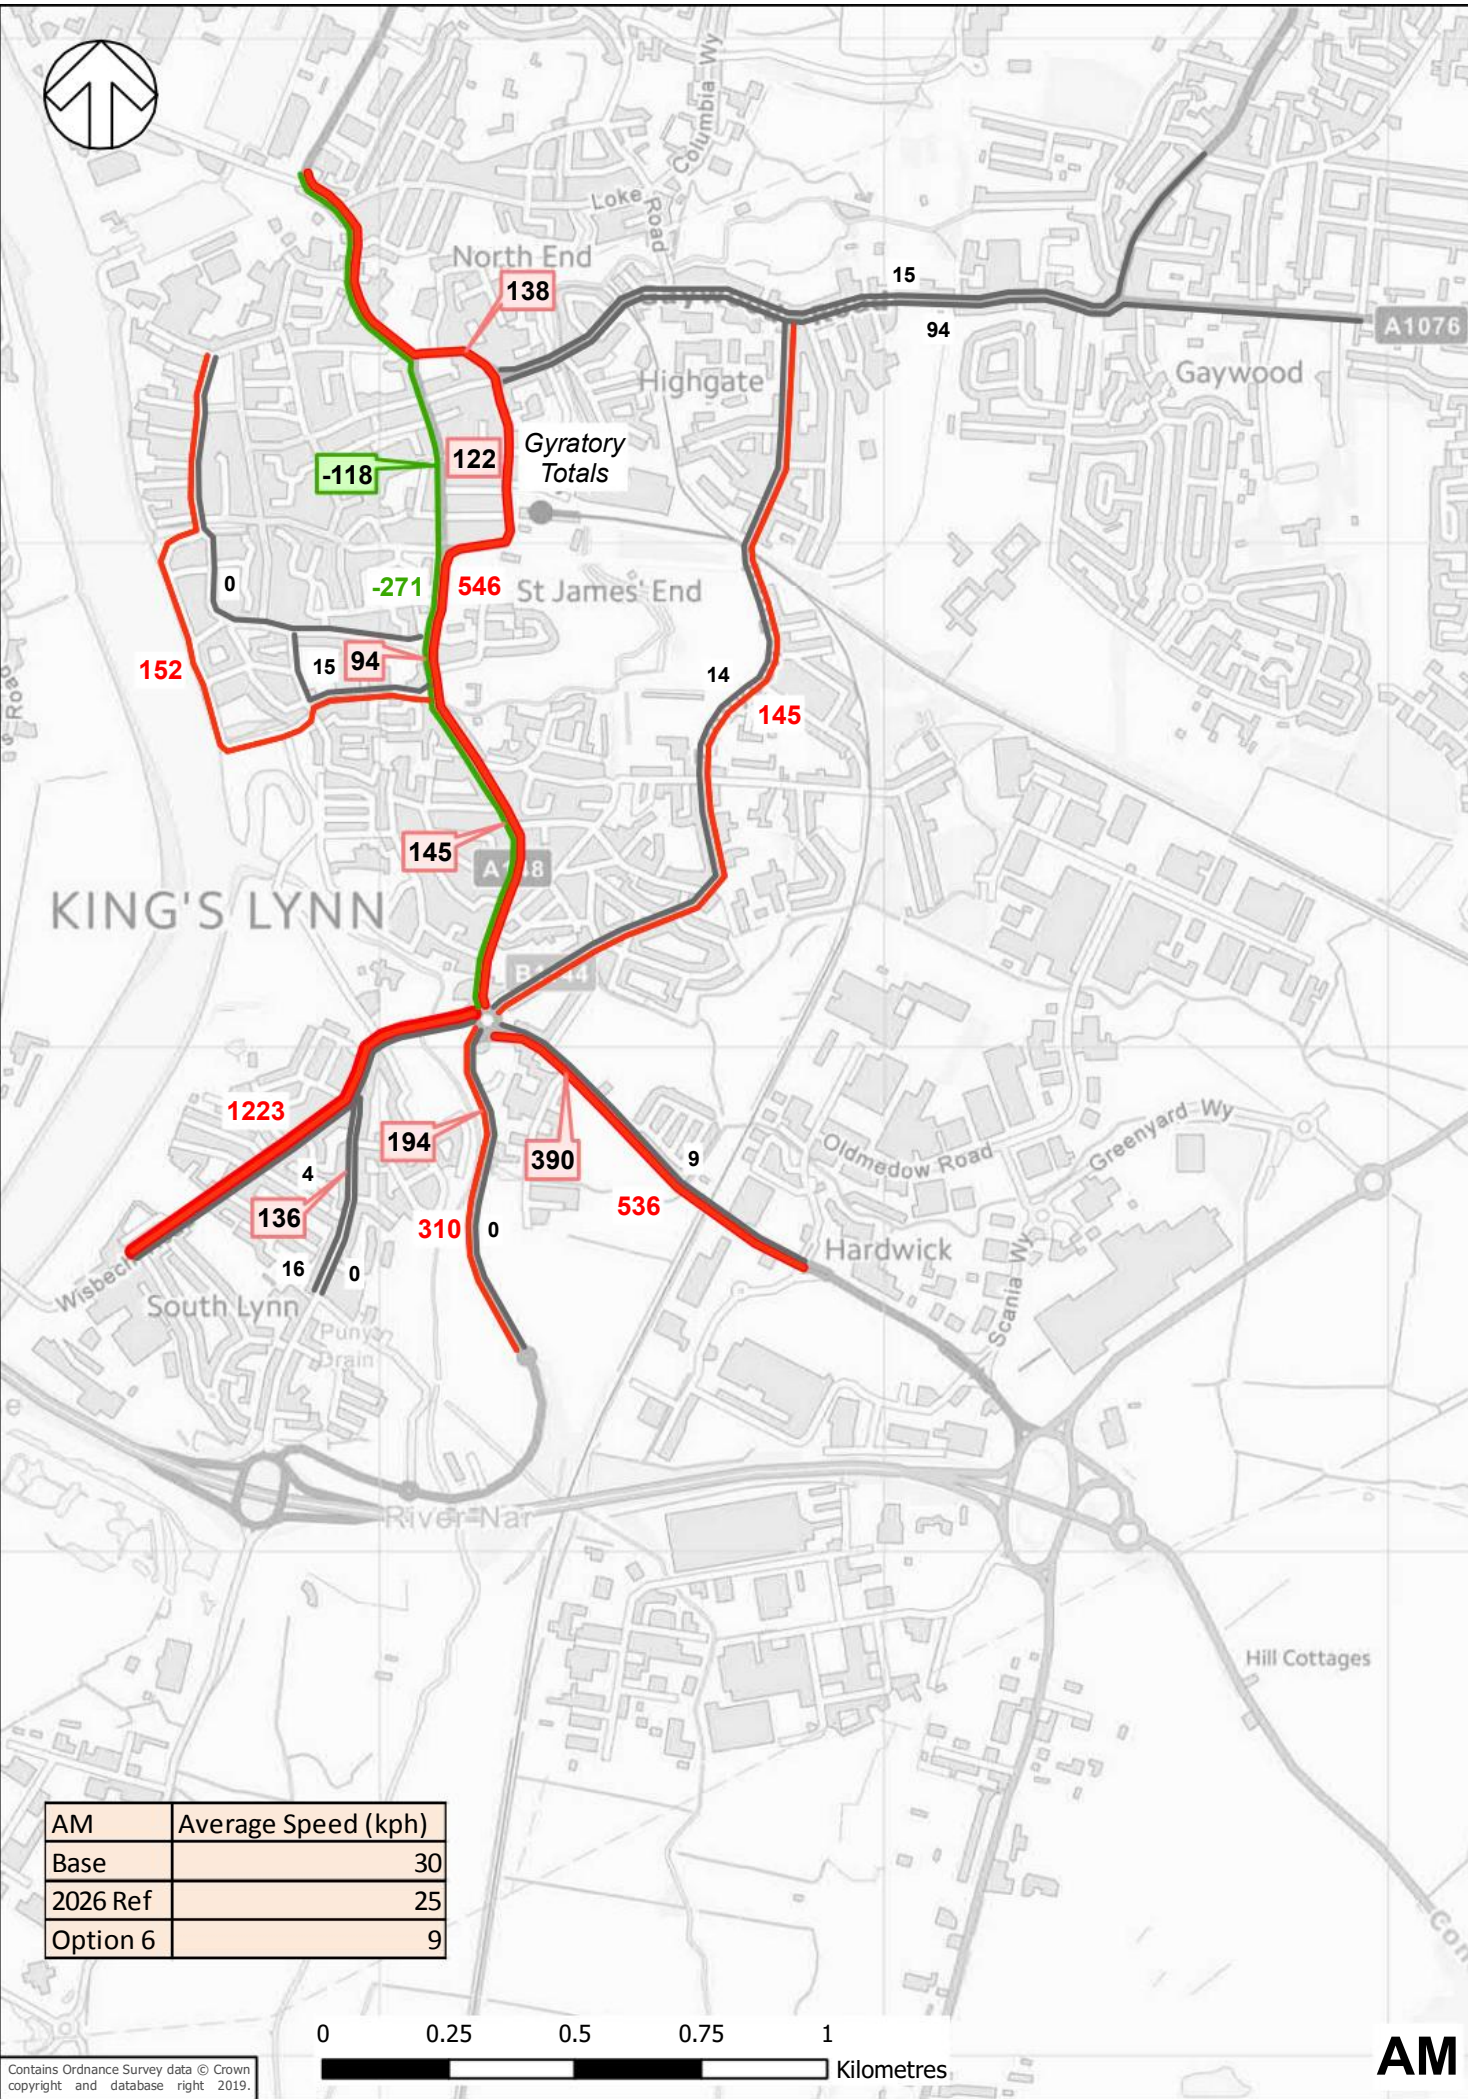 Columbia Wy
Loke Road
North End
138
15
94
A1076
Highgate
Gaywood
Gyratory
Totals
-118
122
0
-271
546
St James' End
152
15
94
14
145
145
KING'S LYNN
1223
4
194
390
9
136
310
0
536
16
0
Oldmedow Road
Greenyard Wy
Hardwick
Scania Wy
South Lynn
Puny
Drain
River Nar
Hill Cottages
AM Average Speed (kph)
Base 30
2026 Ref 25
Option 6 9
0 0.25 0.5 0.75 1
Kilometres
Contains Ordnance Survey data © Crown
copyright and database right 2019.
AM